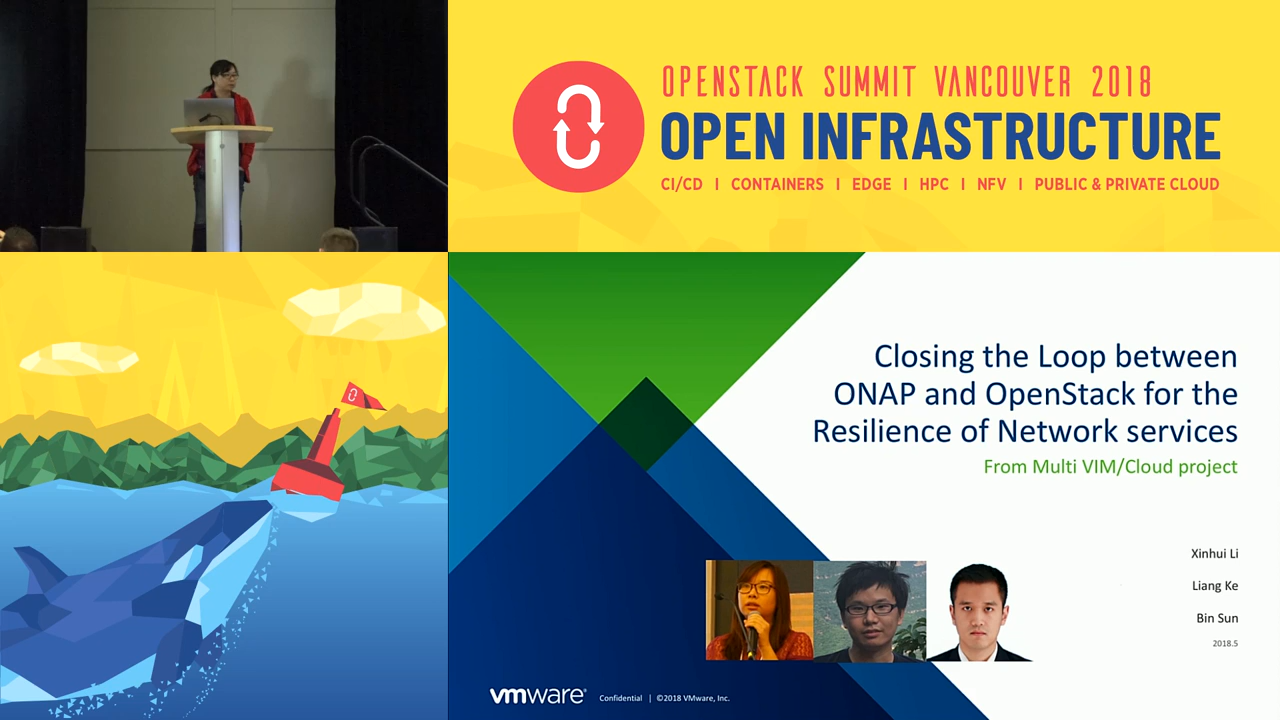 OPENSTACK SUMMIT VANCOUVER 2018
OPEN INFRASTRUCTURE
CI/CD | CONTAINERS | EDGE | HPC | NFV | PUBLIC & PRIVATE CLOUD
Closing the Loop between
ONAP and OpenStack for the
Resilience of Network services
From Multi VIM/Cloud project
Xinhui Li
Liang Ke
Bin Sun
2018.5
vmware® Confidential | ©2018 VMware, Inc.